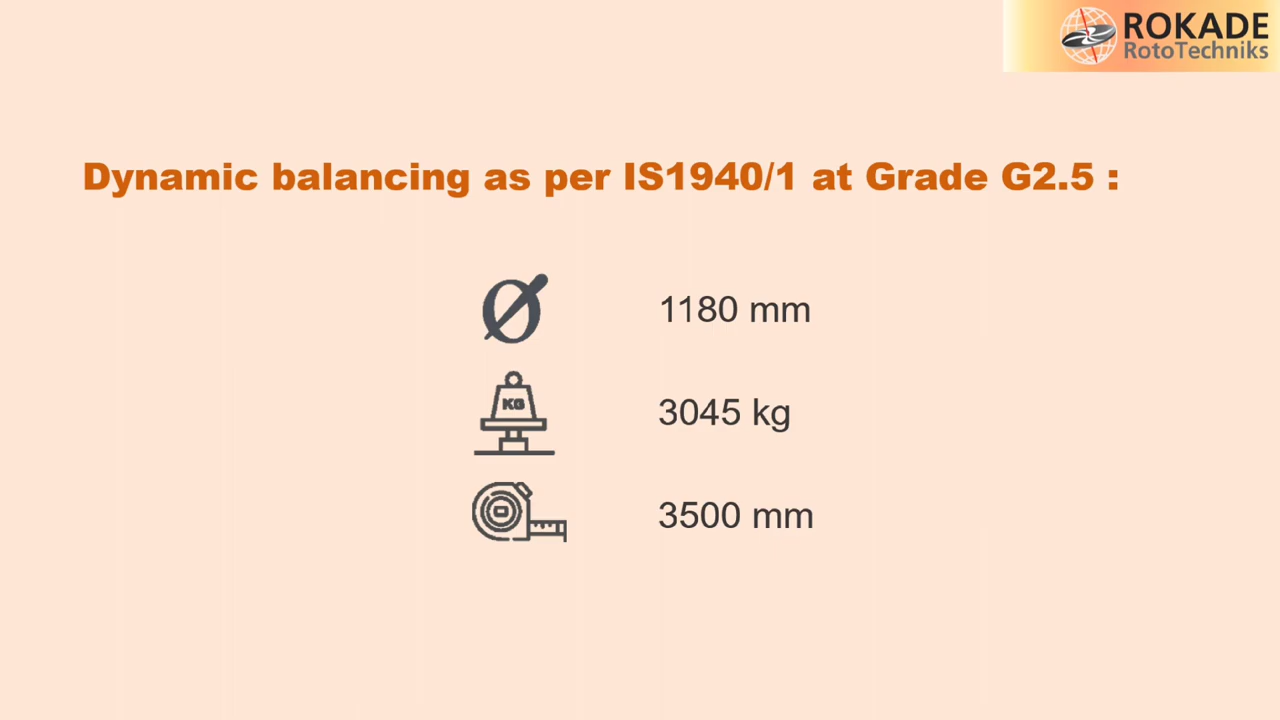 ROKADE
RotoTechniks
Dynamic balancing as per IS1940/1 at Grade G2.5 :
1180 mm
KG
3045 kg
3500 mm